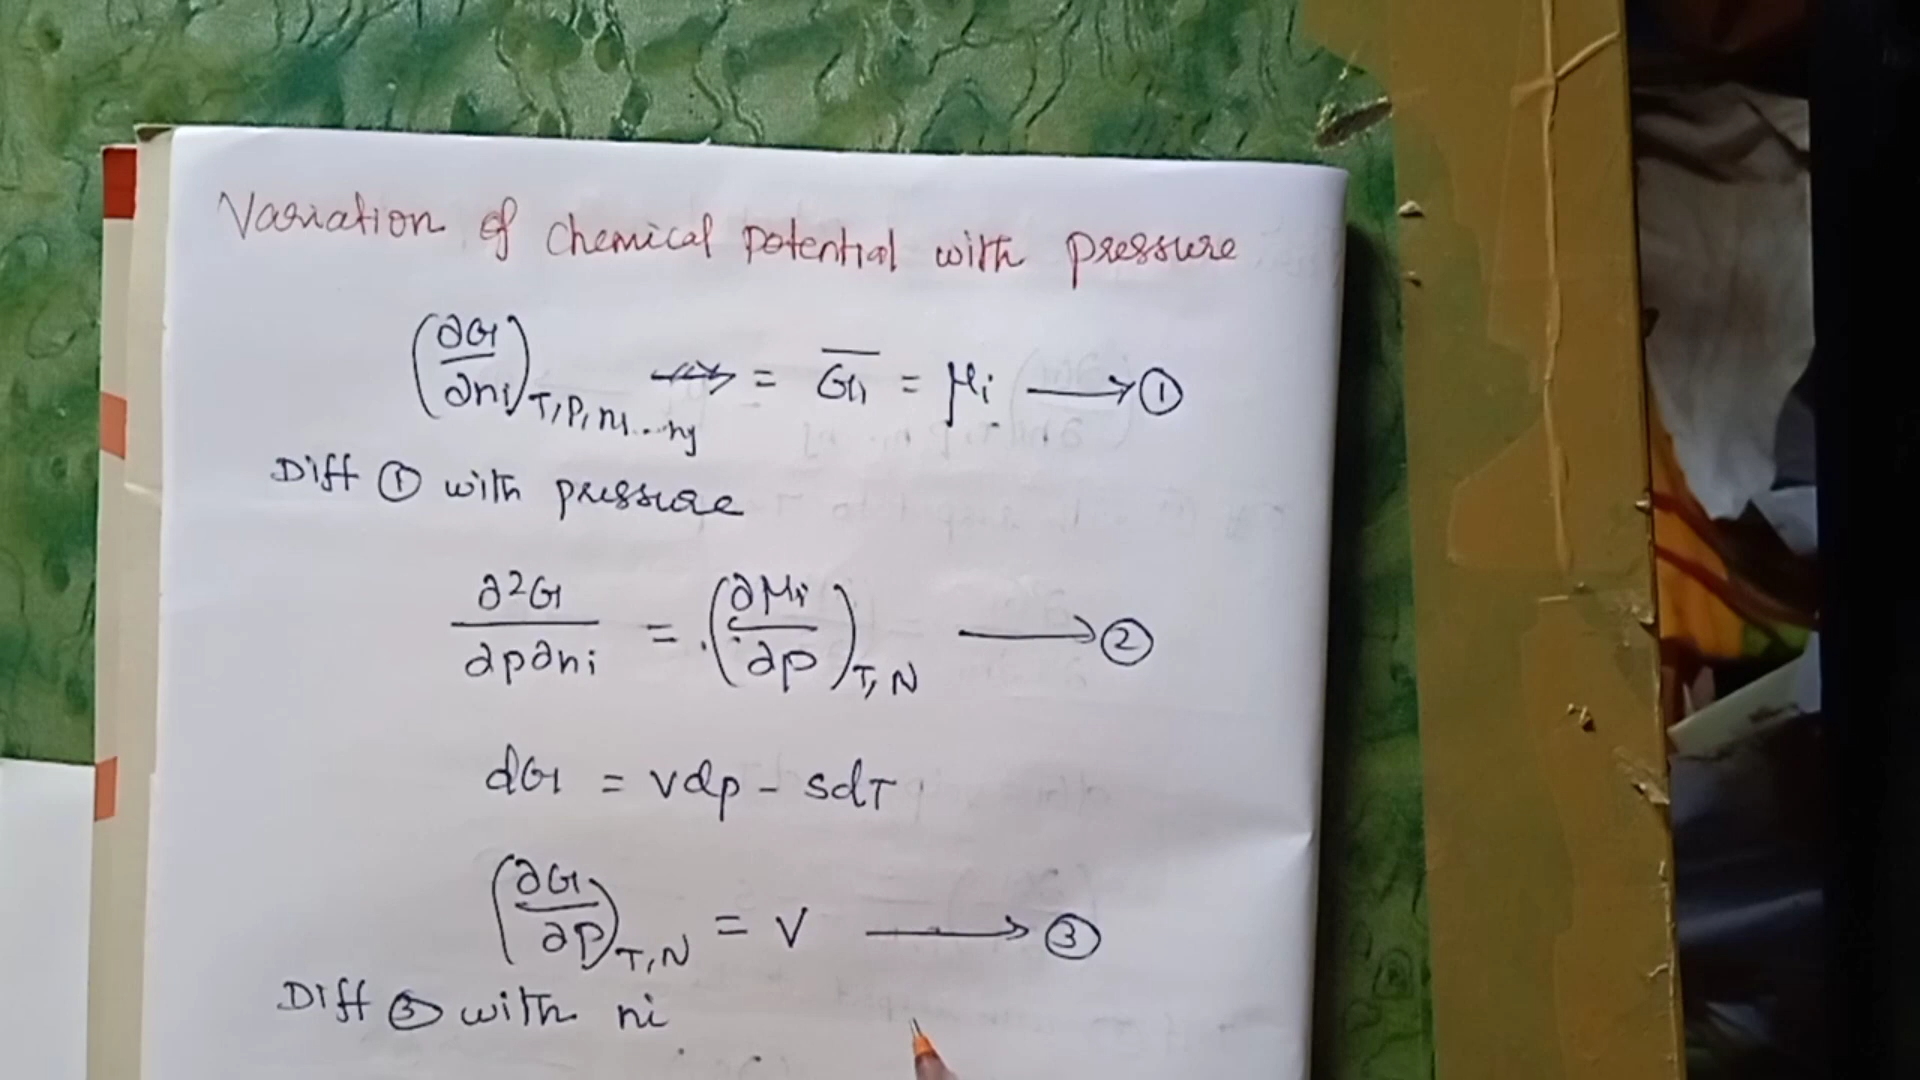 Variation of chemical potential with pressure
(∂G/∂ni)T,P,n1...nj = G̅i = μi ⟶ ①
Diff ① with pressure
∂²G/∂p∂ni = (∂μi/∂p)T,N ⟶ ②
dG = vdp - sdT
(∂G/∂P)T,N = V ⟶ ③
Diff ③ with ni